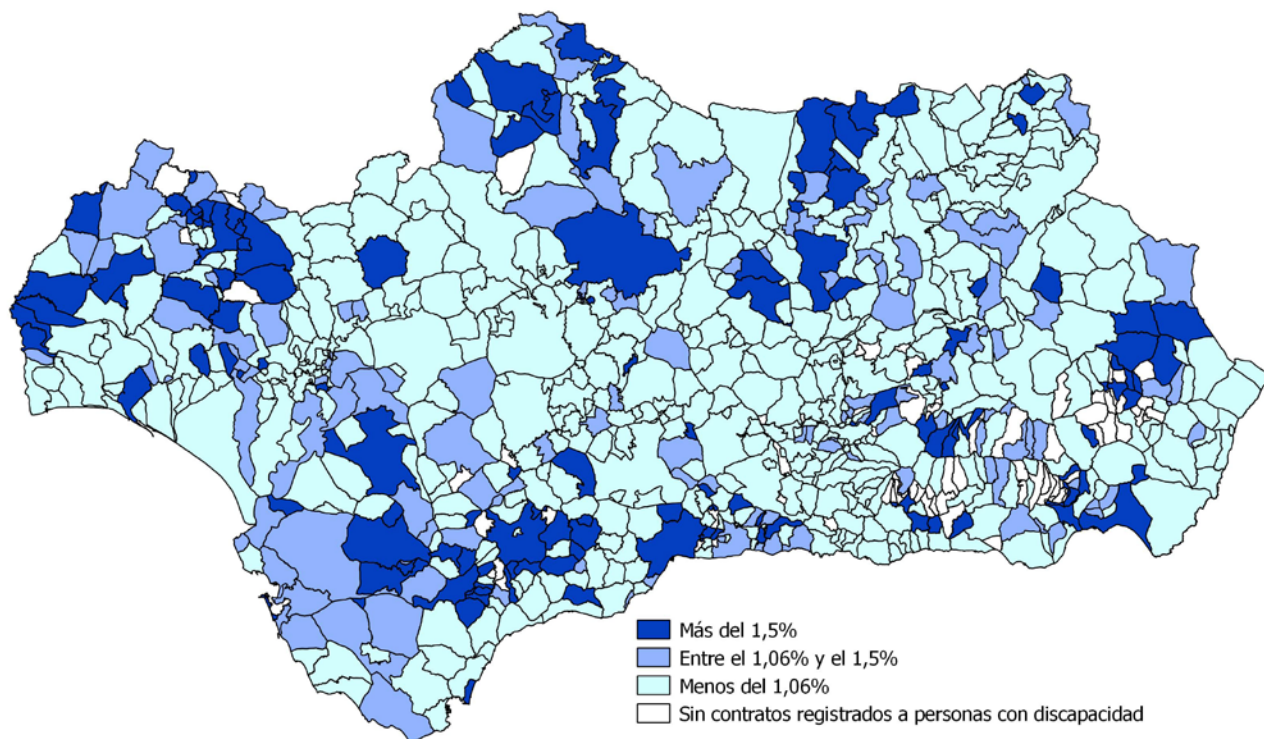 Más del 1,5%
Entre el 1,06% y el 1,5%
Menos del 1,06%
Sin contratos registrados a personas con discapacidad